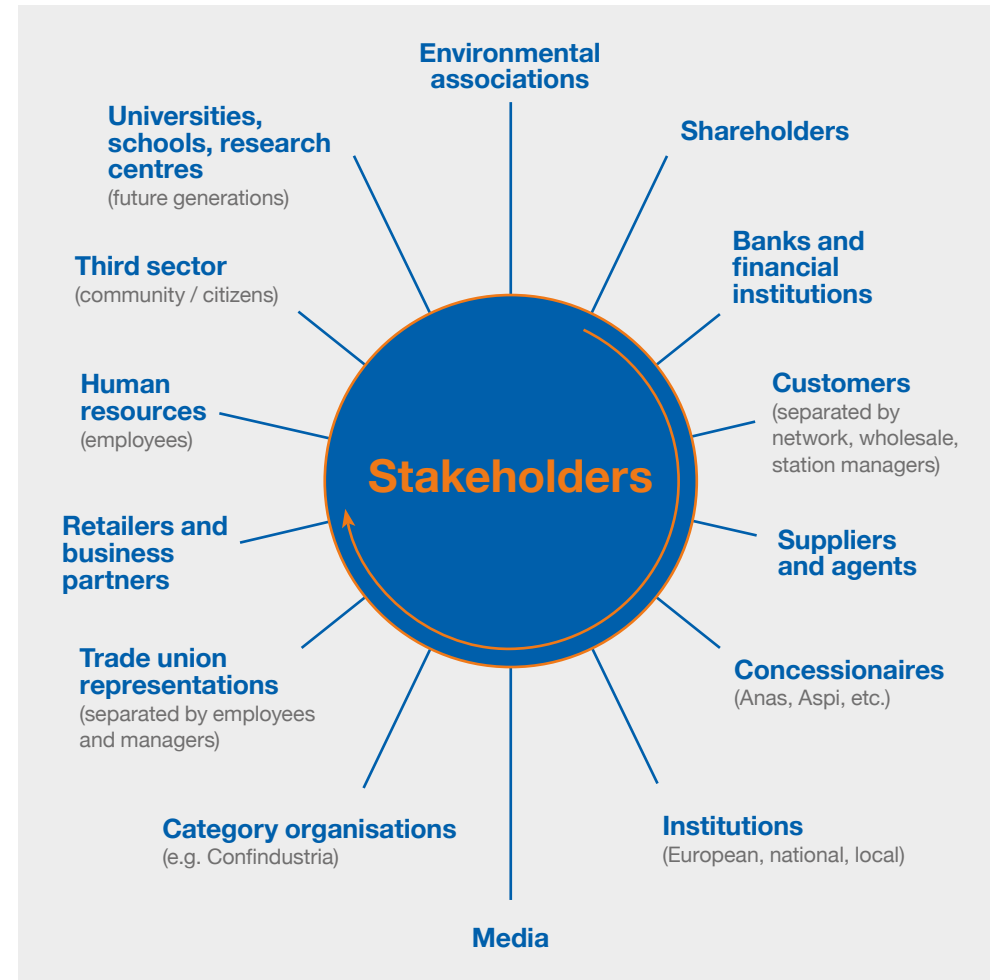 Environmental
associations
Shareholders
Banks and
financial
institutions
Customers
(separated by
network, wholesale,
station managers)
Suppliers
and agents
Concessionaires
(Anas, Aspi, etc.)
Institutions
(European, national, local)
Media
Category organisations
(e.g. Confindustria)
Trade union
representations
(separated by employees
and managers)
Retailers and
business
partners
Human
resources
(employees)
Third sector
(community / citizens)
Universities,
schools, research
centres
(future generations)
Stakeholders